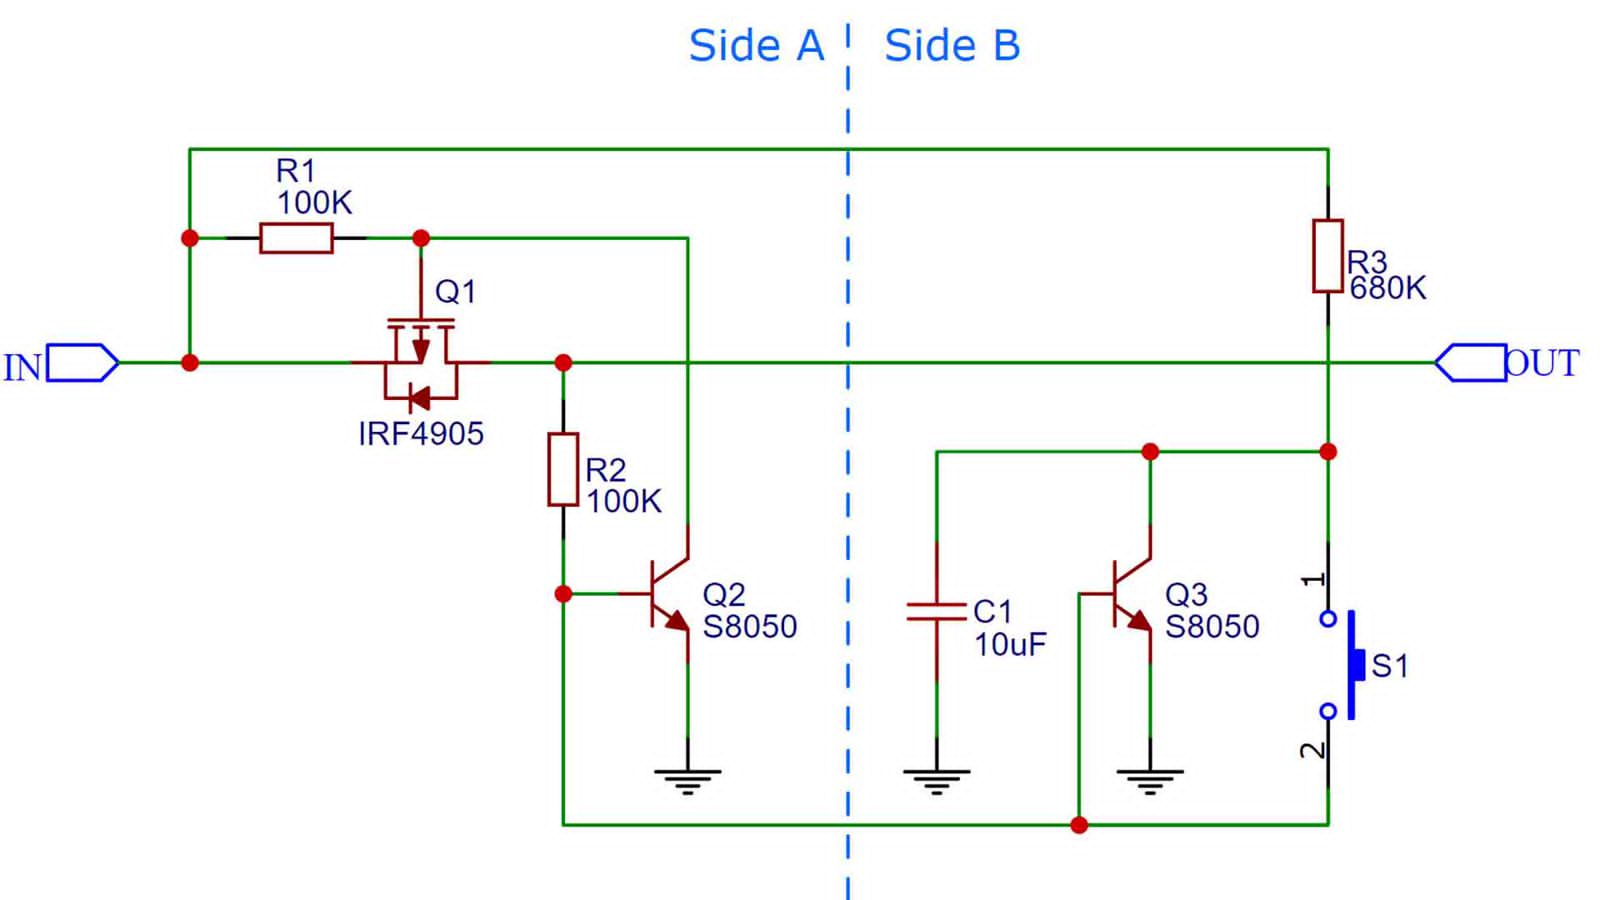 Side A
Side B
R1
100K
Q1
R3
680K
IN
OUT
IRF4905
R2
100K
Q2
S8050
C1
10uF
Q3
S8050
1
S1
2